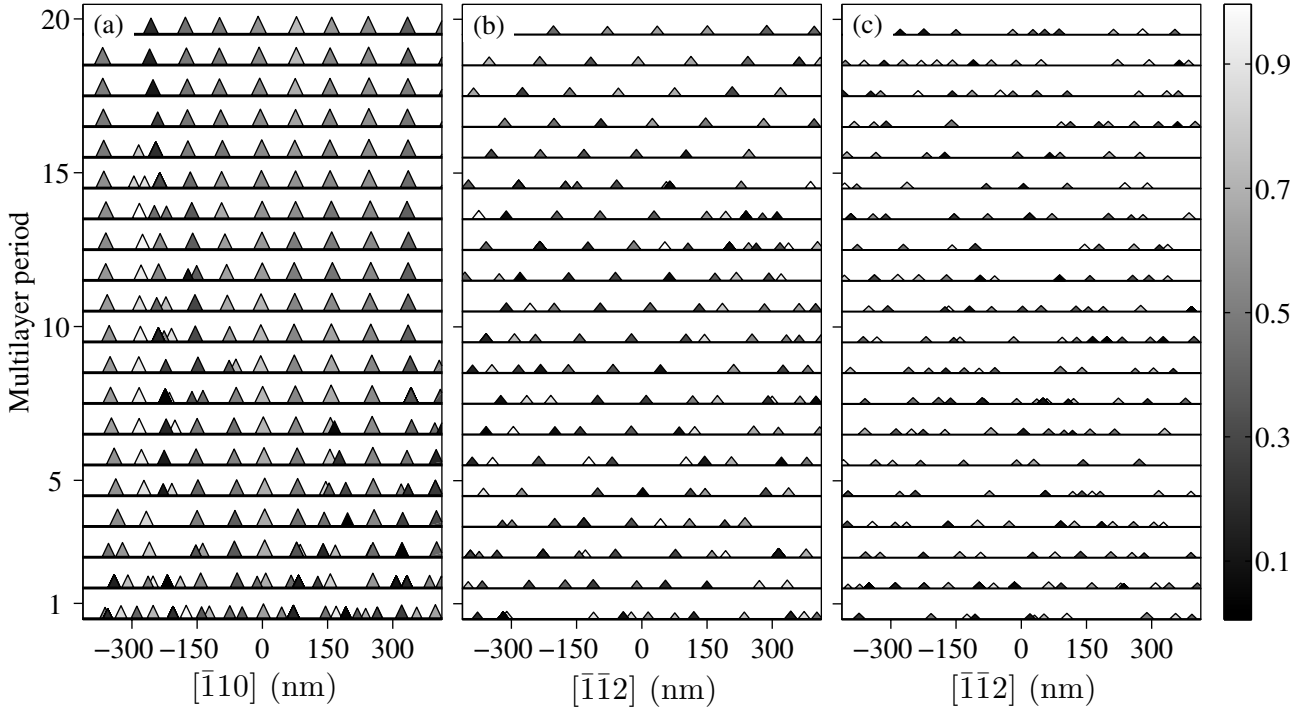 (a) (b) (c)
20
15
10
5
1
Multilayer period
0.9
0.7
0.5
0.3
0.1
−300 −150 0 150 300 −300 −150 0 150 300 −300 −150 0 150 300
[1̄10] (nm) [1̄1̄2] (nm) [1̄1̄2] (nm)